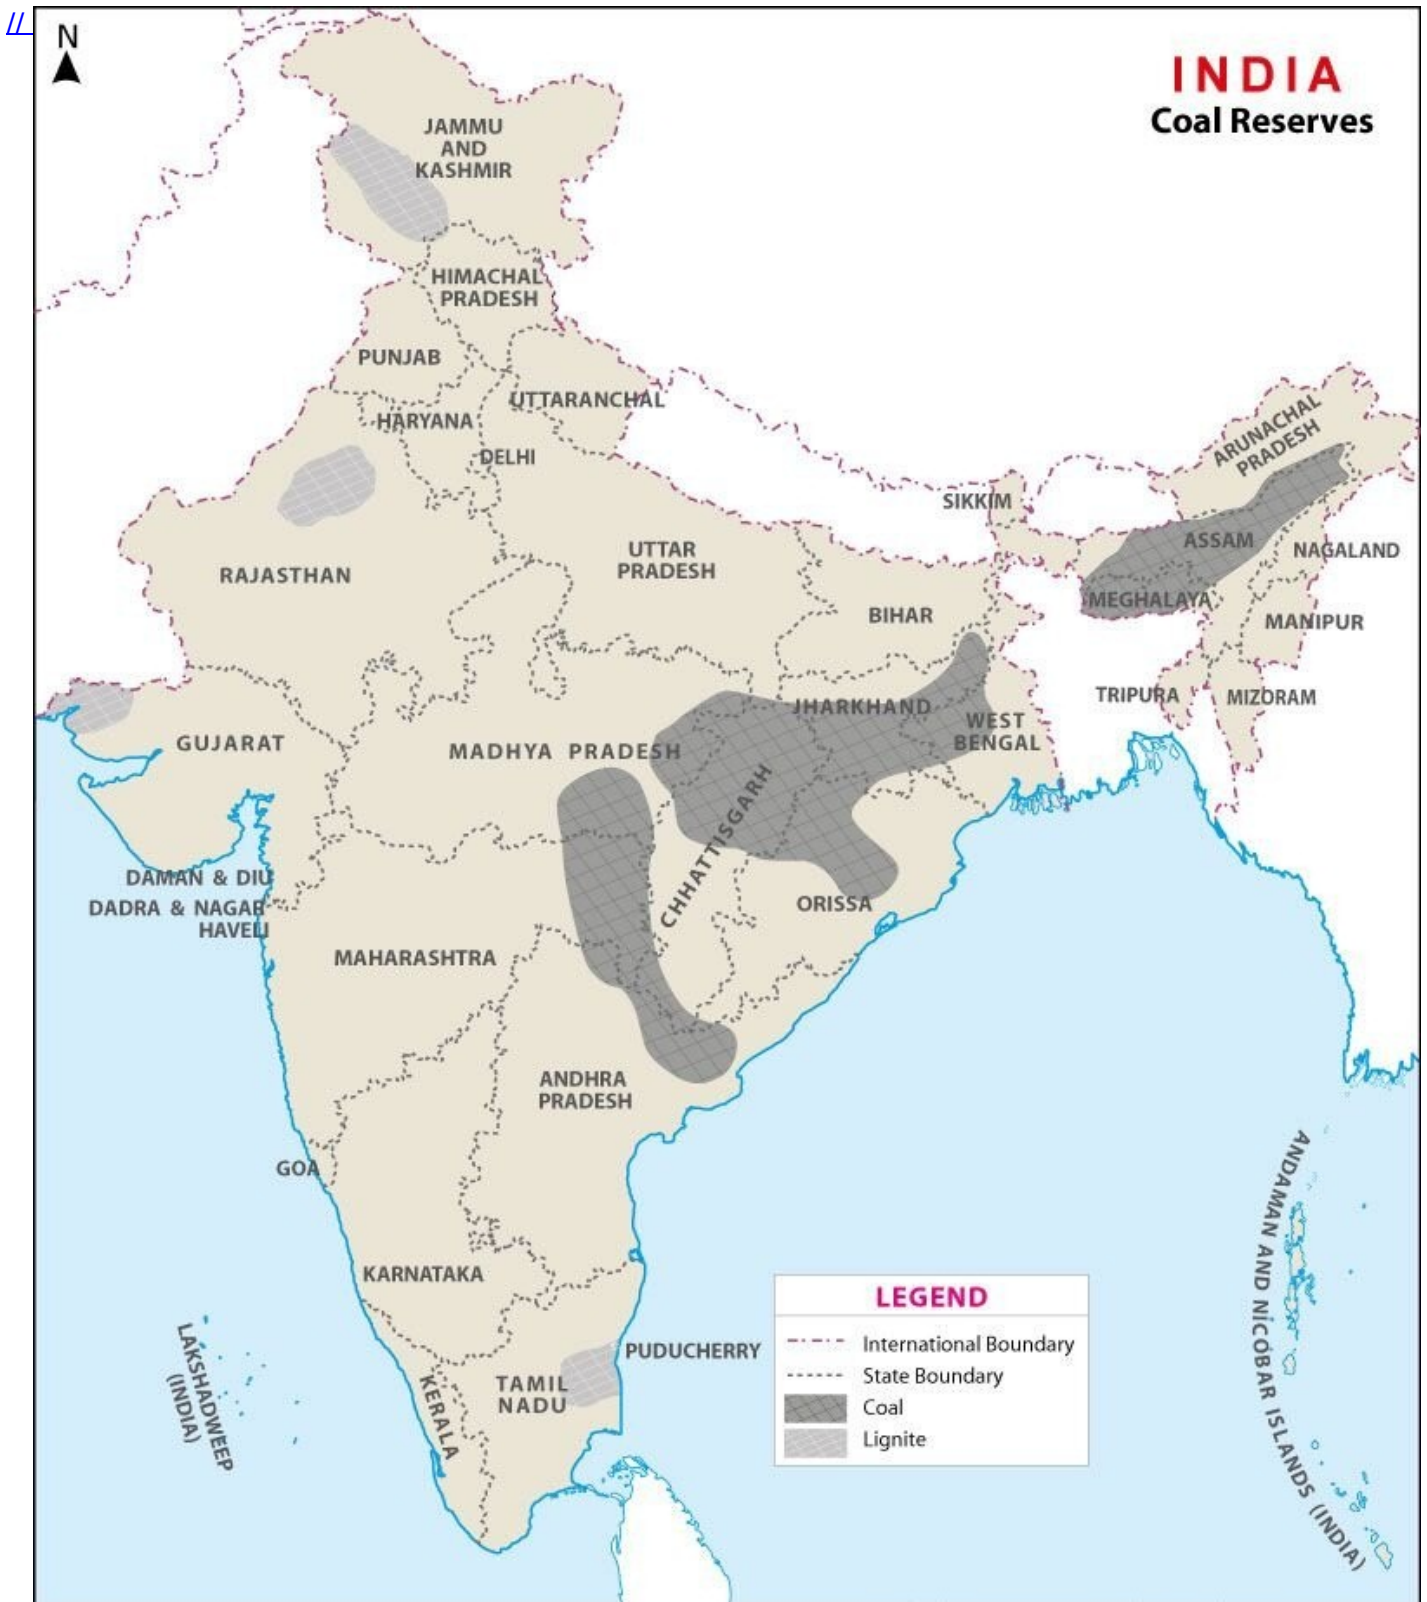 //
N
INDIA
Coal Reserves
JAMMU
AND
KASHMIR
HIMACHAL
PRADESH
PUNJAB
UTTARANCHAL
HARYANA
DELHI
ARUNACHAL
PRADESH
SIKKIM
ASSAM
NAGALAND
UTTAR
PRADESH
RAJASTHAN
MEGHALAYA
BIHAR
MANIPUR
TRIPURA
MIZORAM
JHARKHAND
WEST
BENGAL
GUJARAT
MADHYA PRADESH
CHHATTISGARH
DAMAN & DIU
DADRA & NAGAR
HAVELI
ORISSA
MAHARASHTRA
ANDHRA
PRADESH
GOA
KARNATAKA
ANDAMAN AND NICOBAR ISLANDS (INDIA)
LAKSHADWEEP
(INDIA)
PUDUCHERRY
TAMIL
NADU
KERALA
LEGEND
International Boundary
State Boundary
Coal
Lignite